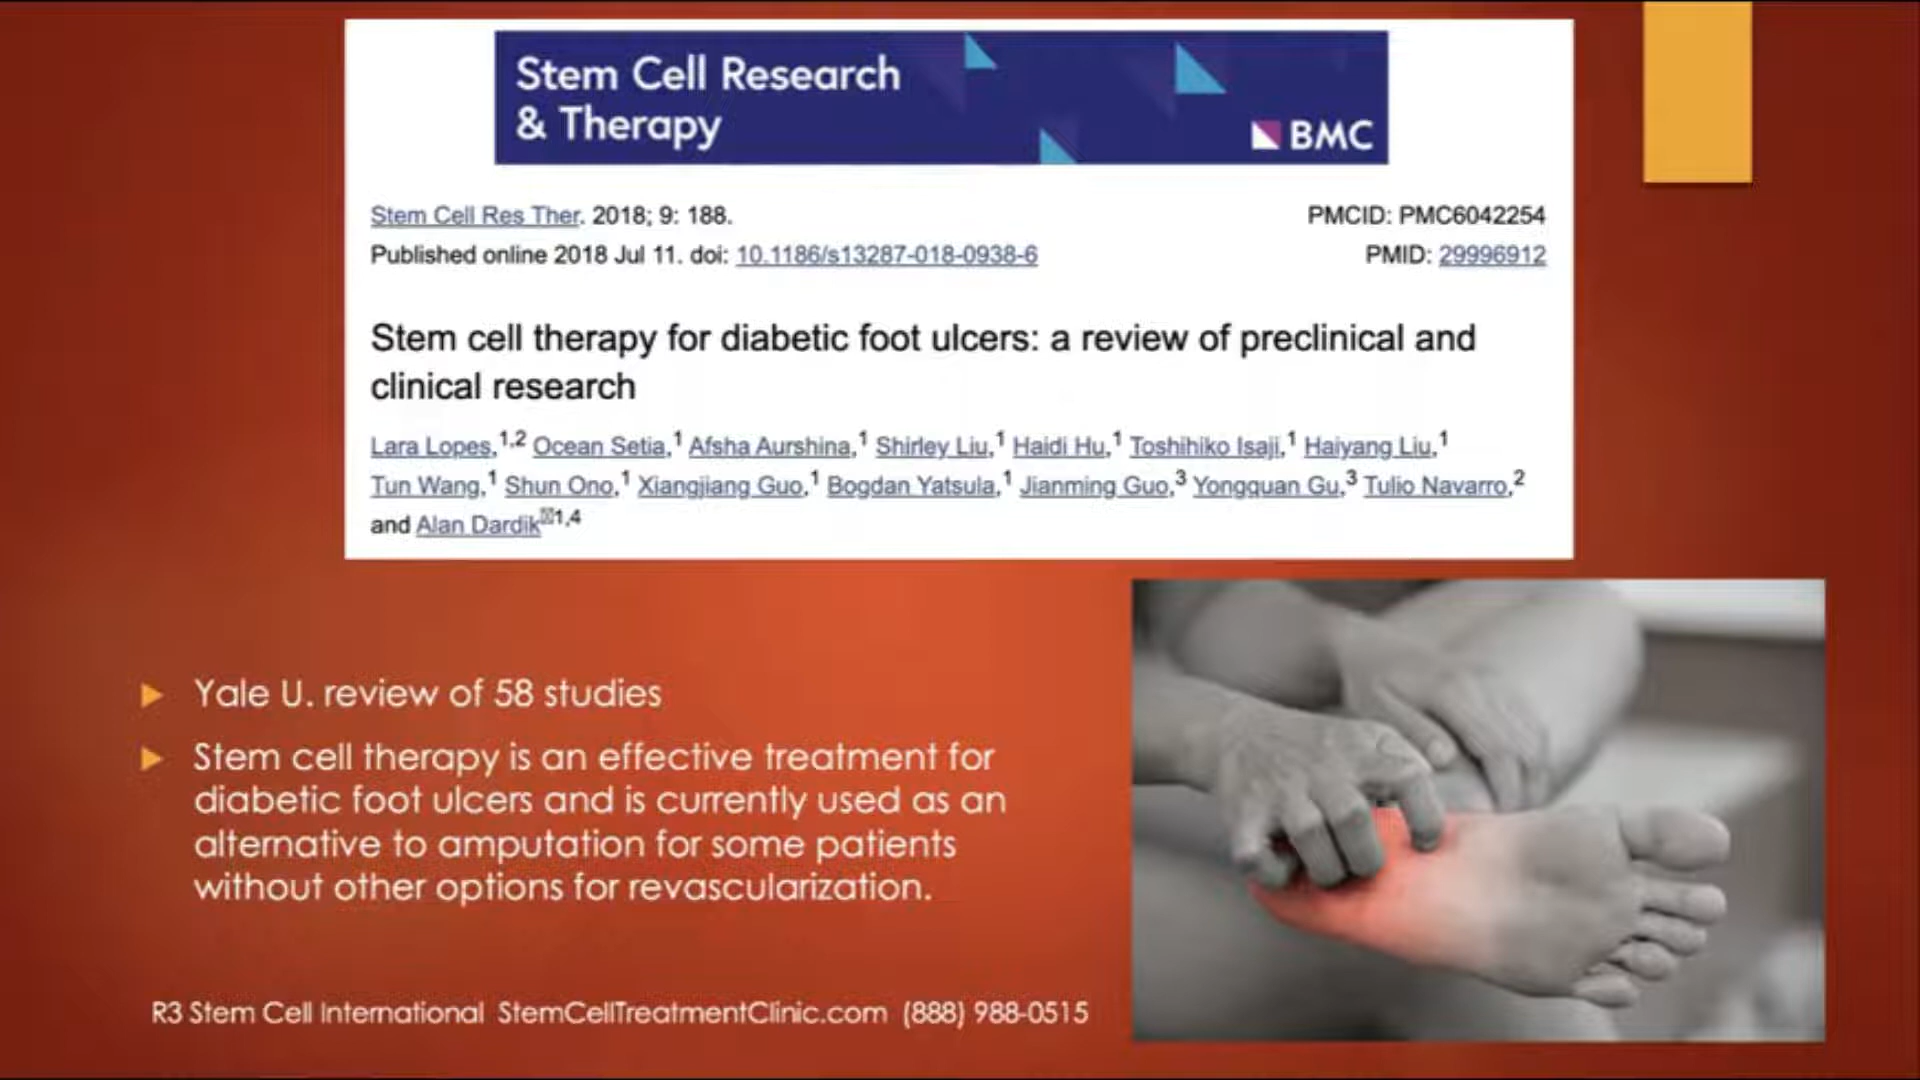 Stem Cell Research
& Therapy
BMC
Stem Cell Res Ther. 2018; 9: 188.
PMCID: PMC6042254
Published online 2018 Jul 11. doi: 10.1186/s13287-018-0938-6
PMID: 29996912
Stem cell therapy for diabetic foot ulcers: a review of preclinical and
clinical research
Lara Lopes,1,2 Ocean Setia,1 Afsha Aurshina,1 Shirley Liu,1 Haidi Hu,1 Toshihiko Isaji,1 Haiyang Liu,1
Tun Wang,1 Shun Ono,1 Xiangjiang Guo,1 Bogdan Yatsula,1 Jianming Guo,3 Yongquan Gu,3 Tulio Navarro,2
and Alan Dardik1,4
Yale U. review of 58 studies
Stem cell therapy is an effective treatment for
diabetic foot ulcers and is currently used as an
alternative to amputation for some patients
without other options for revascularization.
R3 Stem Cell International StemCellTreatmentClinic.com (888) 988-0515